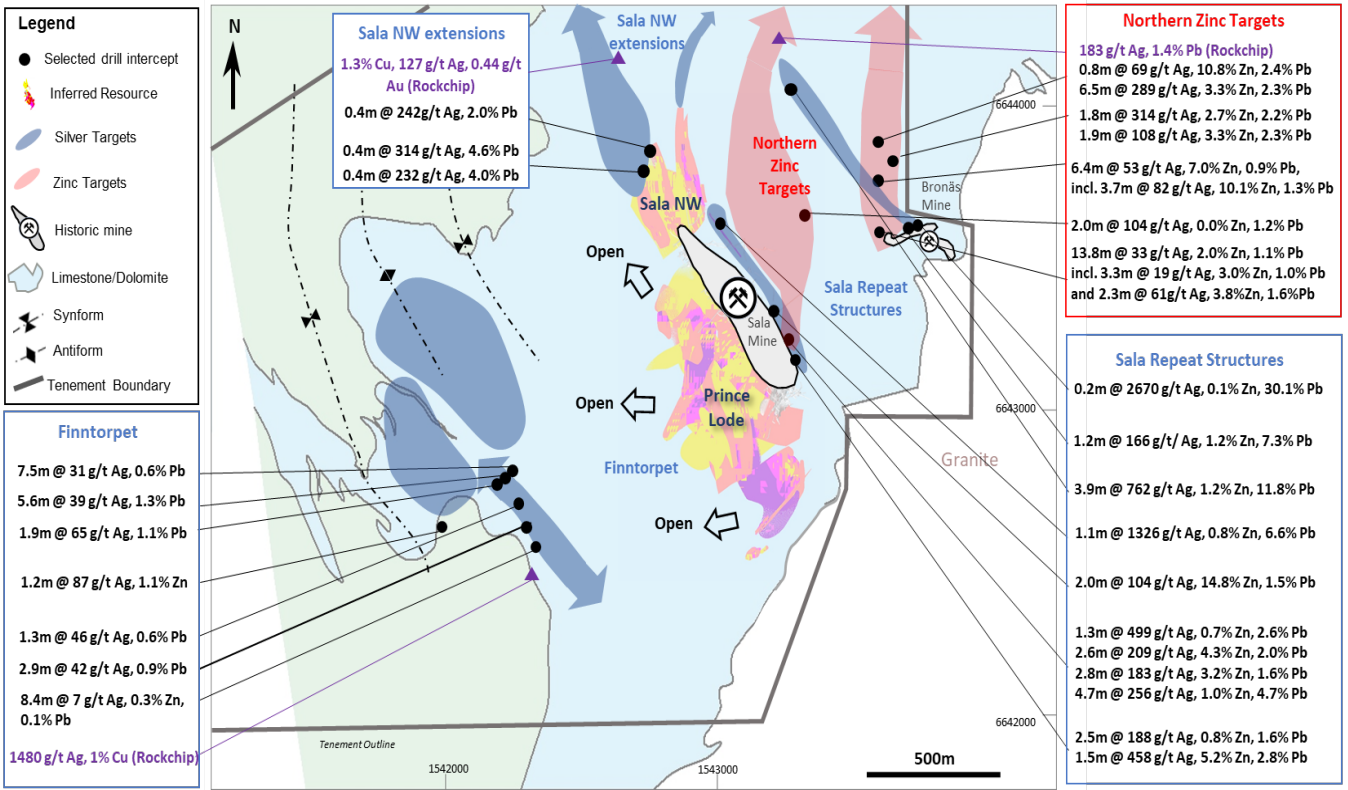 Legend
Selected drill intercept
Inferred Resource
Silver Targets
Zinc Targets
Historic mine
Limestone/Dolomite
Synform
Antiform
Tenement Boundary
Finntorpet
7.5m @ 31 g/t Ag, 0.6% Pb
5.6m @ 39 g/t Ag, 1.3% Pb
1.9m @ 65 g/t Ag, 1.1% Pb
1.2m @ 87 g/t Ag, 1.1% Zn
1.3m @ 46 g/t Ag, 0.6% Pb
2.9m @ 42 g/t Ag, 0.9% Pb
8.4m @ 7 g/t Ag, 0.3% Zn,
0.1% Pb
1480 g/t Ag, 1% Cu (Rockchip)
N
Sala NW extensions
1.3% Cu, 127 g/t Ag, 0.44 g/t
Au (Rockchip)
0.4m @ 242g/t Ag, 2.0% Pb
0.4m @ 314 g/t Ag, 4.6% Pb
0.4m @ 232 g/t Ag, 4.0% Pb
Sala NW
extensions
Northern
Zinc
Targets
Sala NW
Open
Sala Repeat
Structures
Bronäs
Mine
Sala
Mine
Open
Prince
Lode
Finntorpet
Open
Granite
6644000
6643000
6642000
Tenement Outline
1542000
1543000
500m
Northern Zinc Targets
183 g/t Ag, 1.4% Pb (Rockchip)
0.8m @ 69 g/t Ag, 10.8% Zn, 2.4% Pb
6.5m @ 289 g/t Ag, 3.3% Zn, 2.3% Pb
1.8m @ 314 g/t Ag, 2.7% Zn, 2.2% Pb
1.9m @ 108 g/t Ag, 3.3% Zn, 2.3% Pb
6.4m @ 53 g/t Ag, 7.0% Zn, 0.9% Pb,
incl. 3.7m @ 82 g/t Ag, 10.1% Zn, 1.3% Pb
2.0m @ 104 g/t Ag, 0.0% Zn, 1.2% Pb
13.8m @ 33 g/t Ag, 2.0% Zn, 1.1% Pb
incl. 3.3m @ 19 g/t Ag, 3.0% Zn, 1.0% Pb
and 2.3m @ 61g/t Ag, 3.8%Zn, 1.6%Pb
Sala Repeat Structures
0.2m @ 2670 g/t Ag, 0.1% Zn, 30.1% Pb
1.2m @ 166 g/t/ Ag, 1.2% Zn, 7.3% Pb
3.9m @ 762 g/t Ag, 1.2% Zn, 11.8% Pb
1.1m @ 1326 g/t Ag, 0.8% Zn, 6.6% Pb
2.0m @ 104 g/t Ag, 14.8% Zn, 1.5% Pb
1.3m @ 499 g/t Ag, 0.7% Zn, 2.6% Pb
2.6m @ 209 g/t Ag, 4.3% Zn, 2.0% Pb
2.8m @ 183 g/t Ag, 3.2% Zn, 1.6% Pb
4.7m @ 256 g/t Ag, 1.0% Zn, 4.7% Pb
2.5m @ 188 g/t Ag, 0.8% Zn, 1.6% Pb
1.5m @ 458 g/t Ag, 5.2% Zn, 2.8% Pb